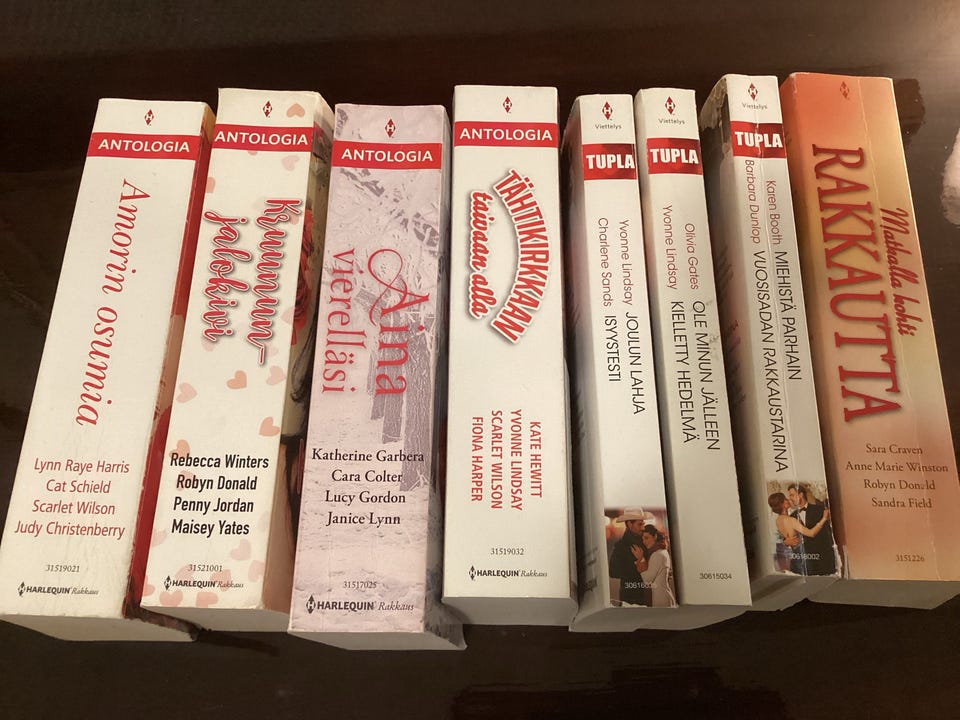 ANTOLOGIA
Amorin osumia
Lynn Raye Harris
Cat Schield
Scarlet Wilson
Judy Christenberry
31519021
HARLEQUIN Rakkaus
ANTOLOGIA
Kruunun-
jalokivi
Rebecca Winters
Robyn Donald
Penny Jordan
Maisey Yates
31521001
HARLEQUIN Rakkaus
ANTOLOGIA
Aina
vierelläsi
Katherine Garbera
Cara Colter
Lucy Gordon
Janice Lynn
31517025
HARLEQUIN Rakkaus
ANTOLOGIA
TÄHTIKIRKKAAN
taivaan alla
KATE HEWITT
YVONNE LINDSAY
SCARLET WILSON
FIONA HARPER
31519032
HARLEQUIN Rakkaus
Viettelys
TUPLA
Yvonne Lindsay JOULUN LAHJA
Charlene Sands ISYYSTESTI
Viettelys
TUPLA
Olivia Gates OLE MINUN JÄLLEEN
Yvonne Lindsay KIELLETTY HEDELMÄ
30615034
Viettelys
TUPLA
Karen Booth MIEHISTÄ PARHAIN
Barbara Dunlop VUOSISADAN RAKKAUSTARINA
Matkalla kohti
RAKKAUTTA
Sara Craven
Anne Marie Winston
Robyn Donald
Sandra Field
3151226